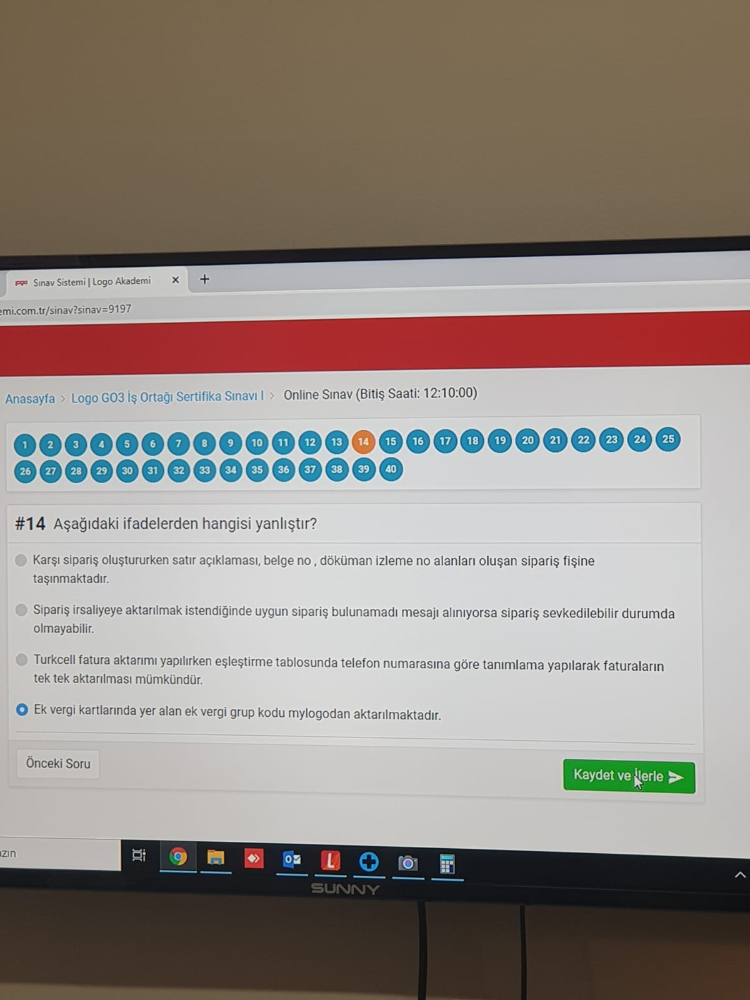 logo Sınav Sistemi | Logo Akademi × +
emi.com.tr/sinav?sinav=9197
Anasayfa > Logo GO3 İş Ortağı Sertifika Sınavı I > Online Sınav (Bitiş Saati: 12:10:00)
1 2 3 4 5 6 7 8 9 10 11 12 13 14 15 16 17 18 19 20 21 22 23 24 25
26 27 28 29 30 31 32 33 34 35 36 37 38 39 40
#14 Aşağıdaki ifadelerden hangisi yanlıştır?
Karşı sipariş oluştururken satır açıklaması, belge no , döküman izleme no alanları oluşan sipariş fişine
taşınmaktadır.
Sipariş irsaliyeye aktarılmak istendiğinde uygun sipariş bulunamadı mesajı alınıyorsa sipariş sevkedilebilir durumda
olmayabilir.
Turkcell fatura aktarımı yapılırken eşleştirme tablosunda telefon numarasına göre tanımlama yapılarak faturaların
tek tek aktarılması mümkündür.
Ek vergi kartlarında yer alan ek vergi grup kodu mylogodan aktarılmaktadır.
Önceki Soru
Kaydet ve İlerle
azın
SUNNY